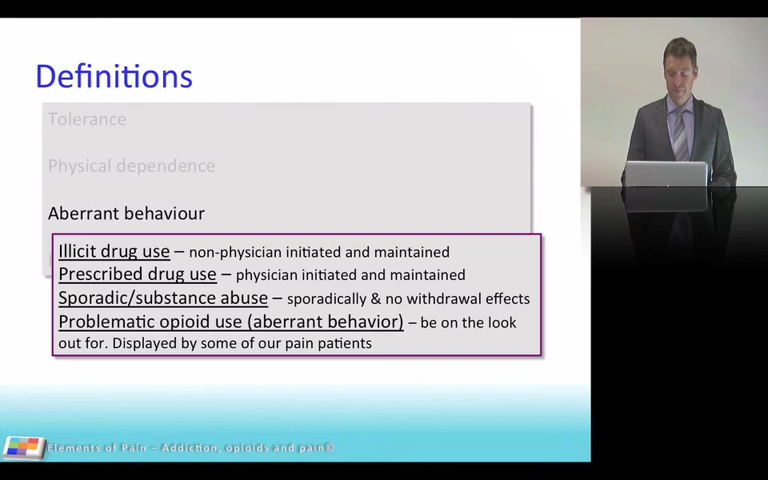 Definitions
Tolerance
Physical dependence
Aberrant behaviour
Illicit drug use – non-physician initiated and maintained
Prescribed drug use – physician initiated and maintained
Sporadic/substance abuse – sporadically & no withdrawal effects
Problematic opioid use (aberrant behavior) – be on the look
out for. Displayed by some of our pain patients
Elements of Pain – Addiction, opioids and pain©